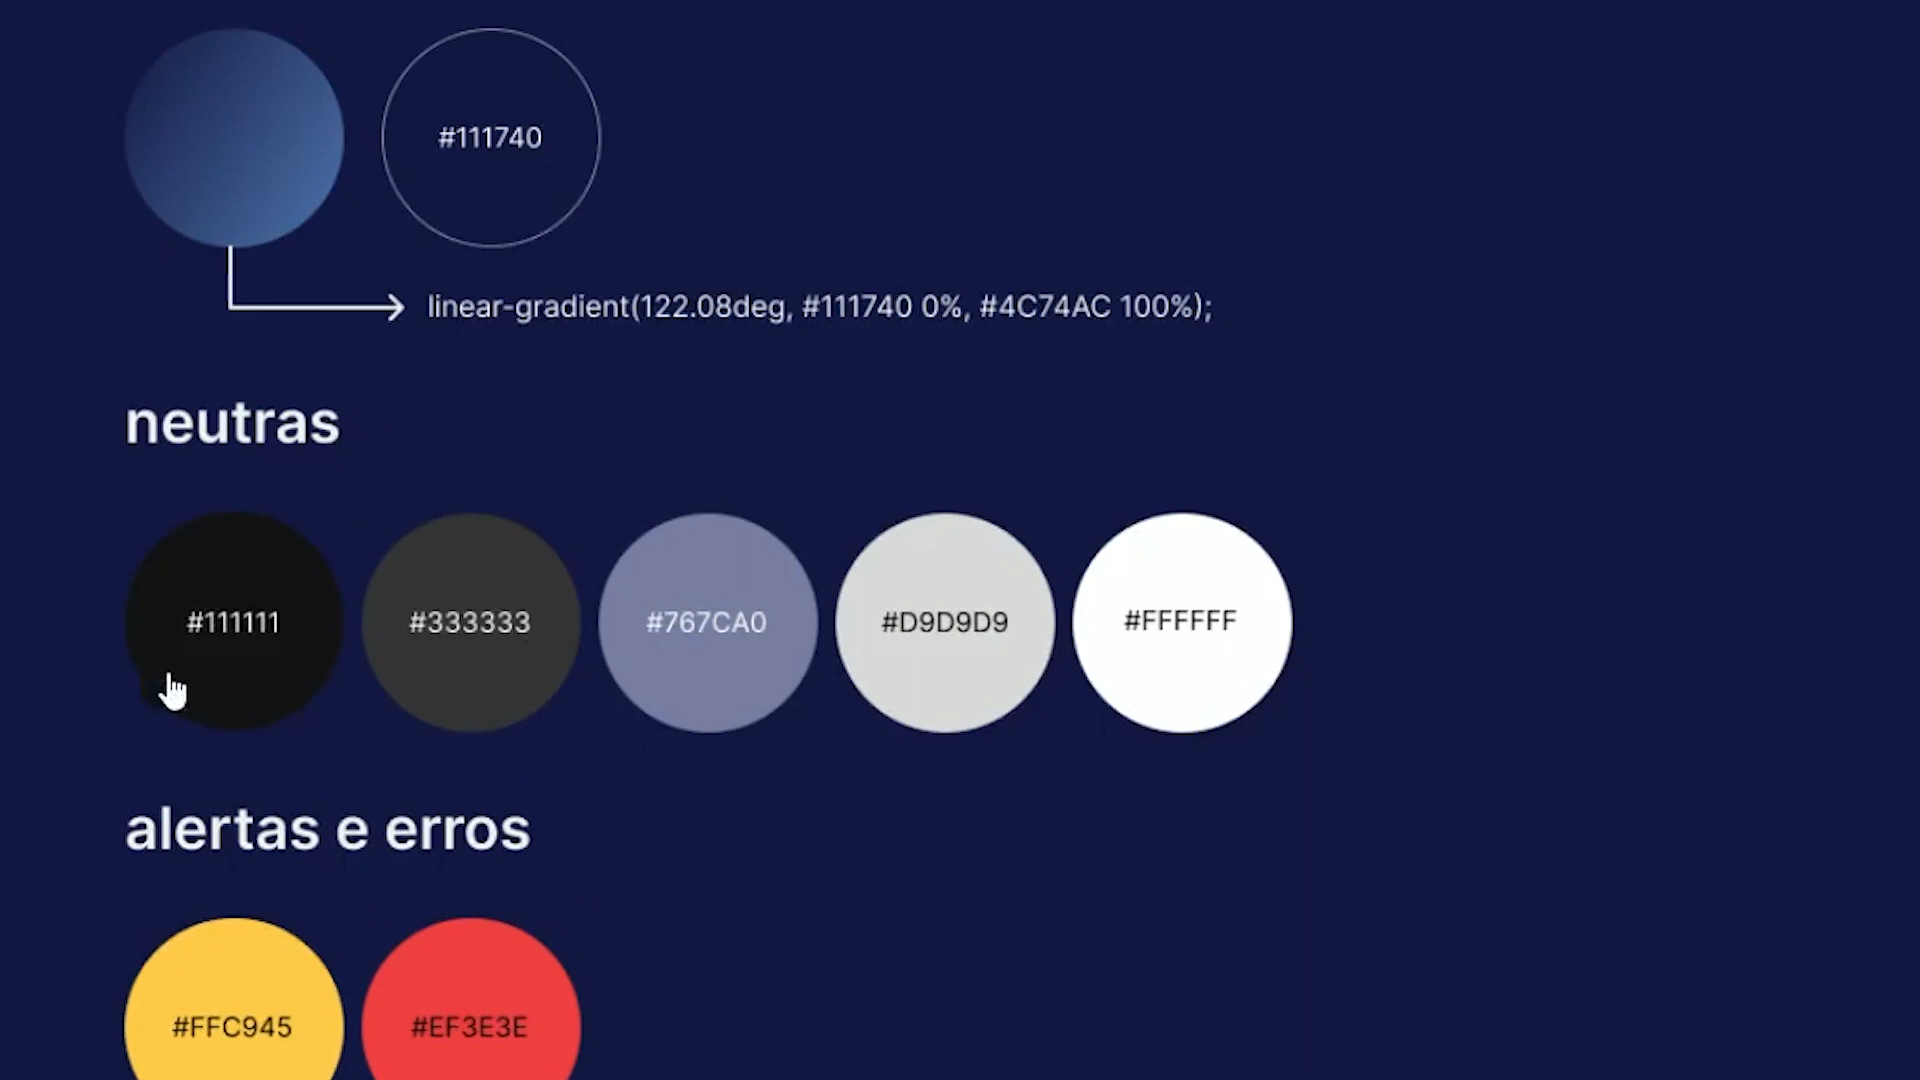 #111740
linear-gradient(122.08deg, #111740 0%, #4C74AC 100%);
neutras
#111111
#333333
#767CA0
#D9D9D9
#FFFFFF
alertas e erros
#FFC945
#EF3E3E